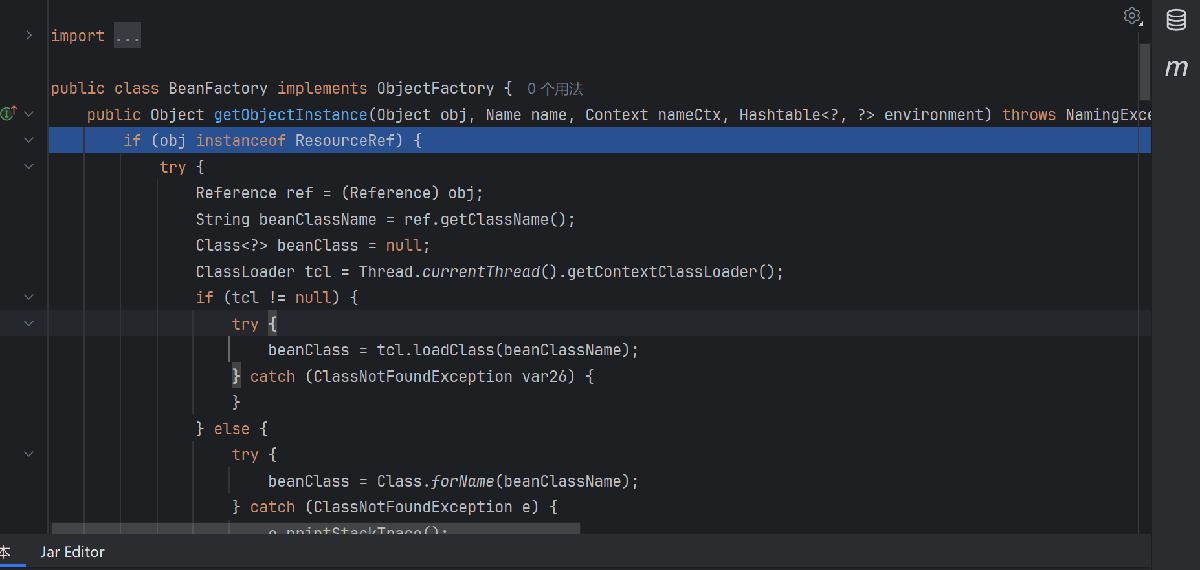 import ...
public class BeanFactory implements ObjectFactory { 0个用法
public Object getObjectInstance(Object obj, Name name, Context nameCtx, Hashtable<?, ?> environment) throws NamingExce
if (obj instanceof ResourceRef) {
try {
Reference ref = (Reference) obj;
String beanClassName = ref.getClassName();
Class<?> beanClass = null;
ClassLoader tcl = Thread.currentThread().getContextClassLoader();
if (tcl != null) {
try {
beanClass = tcl.loadClass(beanClassName);
} catch (ClassNotFoundException var26) {
}
} else {
try {
beanClass = Class.forName(beanClassName);
} catch (ClassNotFoundException e) {
e.printStackTrace();
本 Jar Editor
m